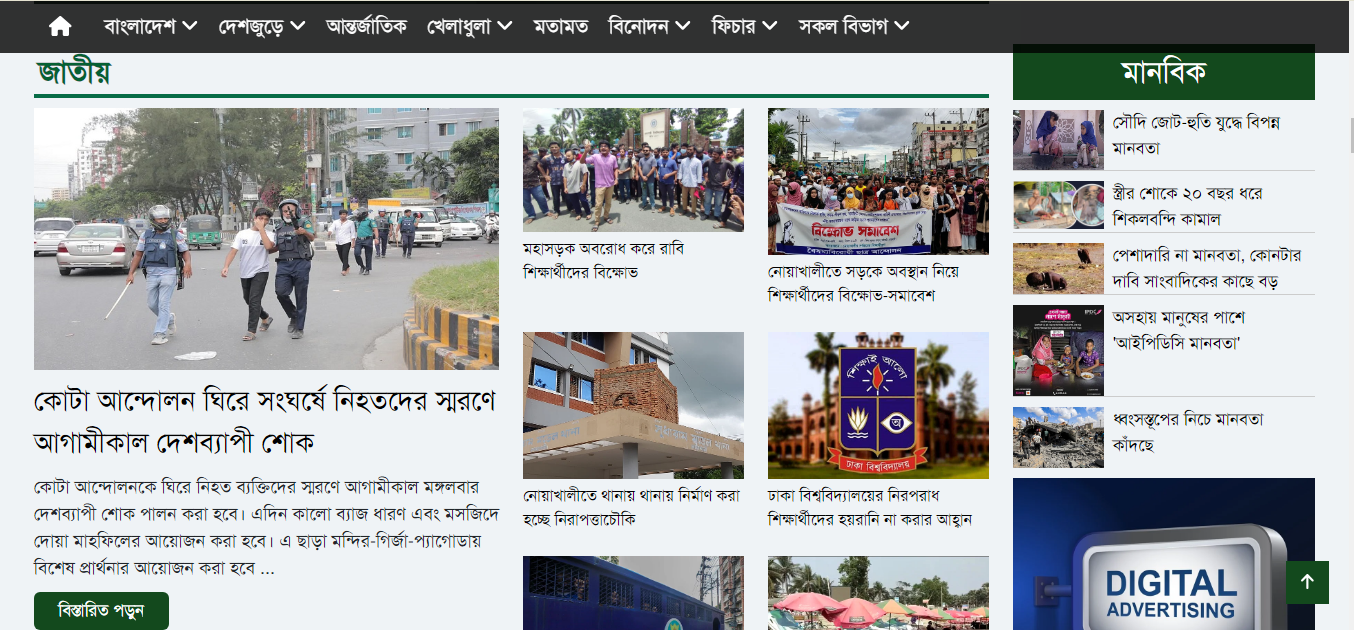 বাংলাদেশ দেশজুড়ে আন্তর্জাতিক খেলাধুলা মতামত বিনোদন ফিচার সকল বিভাগ
জাতীয়
কোটা আন্দোলন ঘিরে সংঘর্ষে নিহতদের স্মরণে
আগামীকাল দেশব্যাপী শোক
কোটা আন্দোলনকে ঘিরে নিহত ব্যক্তিদের স্মরণে আগামীকাল মঙ্গলবার
দেশব্যাপী শোক পালন করা হবে। এদিন কালো ব্যাজ ধারণ এবং মসজিদে
দোয়া মাহফিলের আয়োজন করা হবে। এ ছাড়া মন্দির-গির্জা-প্যাগোডায়
বিশেষ প্রার্থনার আয়োজন করা হবে ...
বিস্তারিত পড়ুন
মহাসড়ক অবরোধ করে রাবি
শিক্ষার্থীদের বিক্ষোভ
বিক্ষোভ সমাবেশ
বৈষম্যবিরোধী ছাত্র আন্দোলন
নোয়াখালীতে সড়কে অবস্থান নিয়ে
শিক্ষার্থীদের বিক্ষোভ-সমাবেশ
নোয়াখালীতে থানায় থানায় নির্মাণ করা
হচ্ছে নিরাপত্তাচৌকি
শিক্ষাই আলো
অ
ঢাকা বিশ্ববিদ্যালয়
ঢাকা বিশ্ববিদ্যালয়ের নিরপরাধ
শিক্ষার্থীদের হয়রানি না করার আহ্বান
মানবিক
সৌদি জোট-হুতি যুদ্ধে বিপন্ন
মানবতা
স্ত্রীর শোকে ২০ বছর ধরে
শিকলবন্দি কামাল
পেশাদারি না মানবতা, কোনটার
দাবি সাংবাদিকের কাছে বড়
অসহায় মানুষের পাশে
'আইপিডিসি মানবতা'
ধ্বংসস্তূপের নিচে মানবতা
কাঁদছে
DIGITAL
ADVERTISING